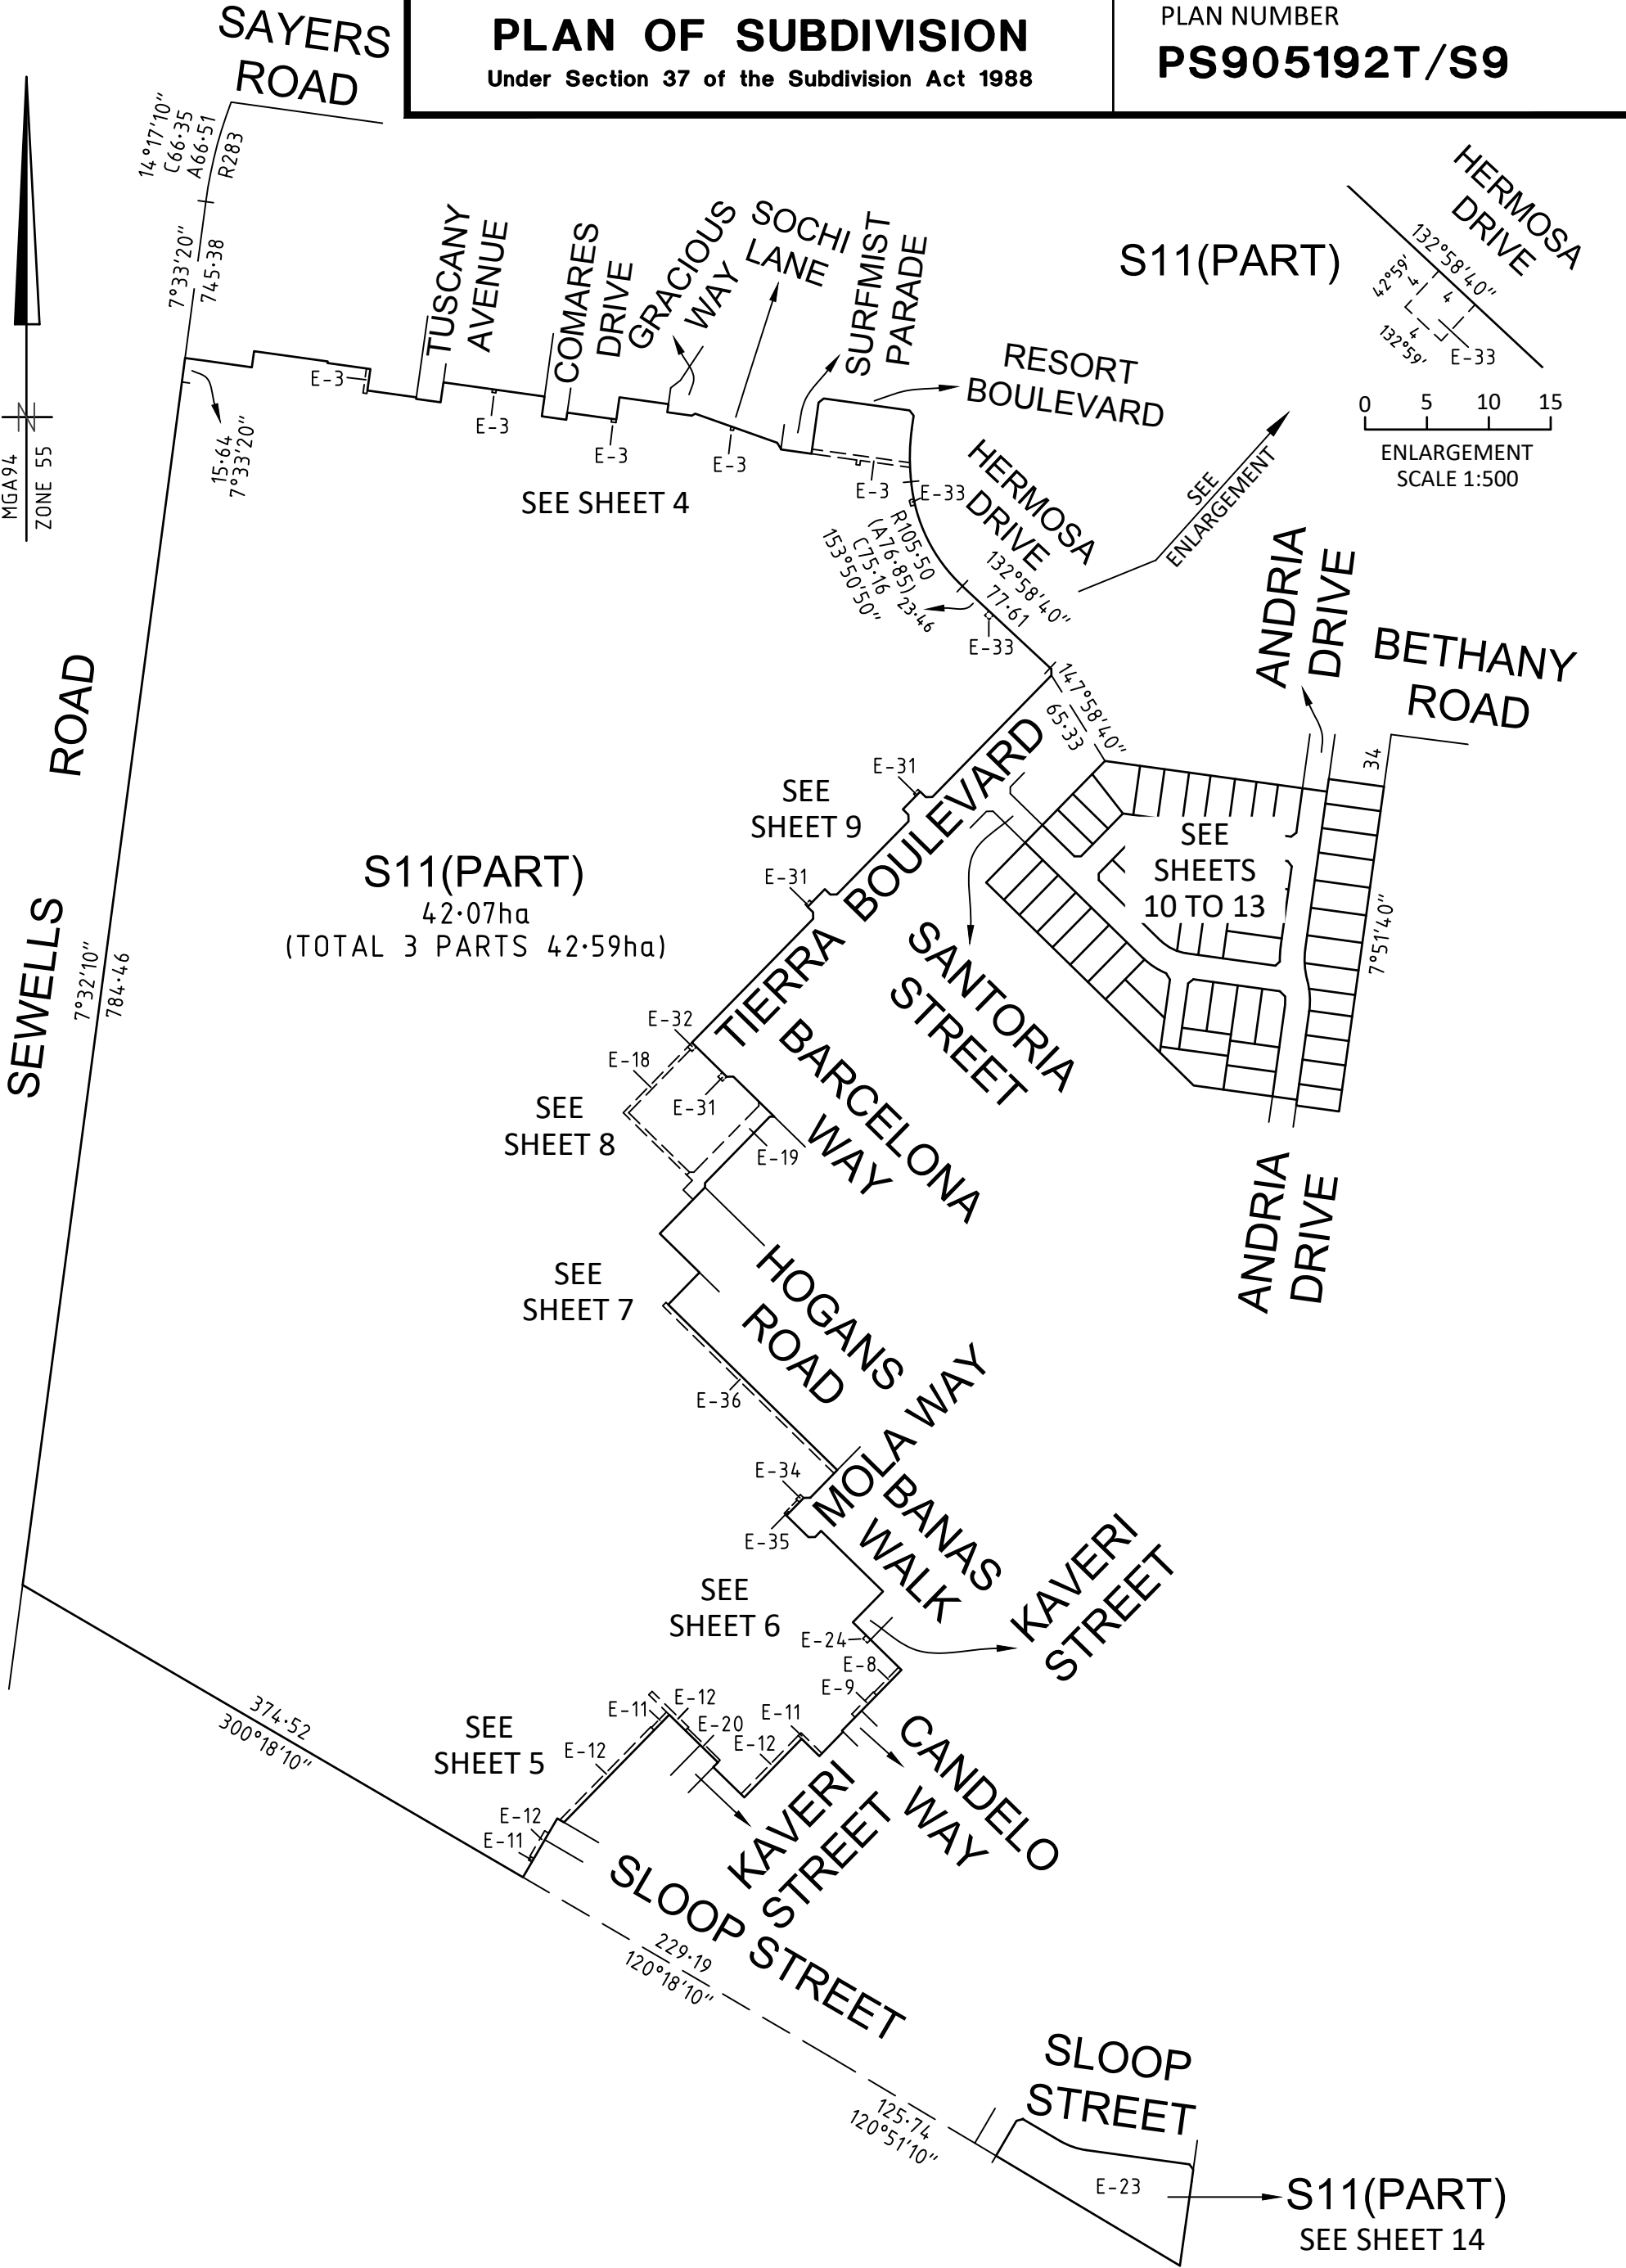 PLAN OF SUBDIVISION
Under Section 37 of the Subdivision Act 1988
PLAN NUMBER
PS905192T/S9
SAYERS
ROAD
14°17'10"
C66·35
A66·51
R283
7°33'20"
745·38
MGA94
ZONE 55
N
15·64
7°33'20"
TUSCANY
AVENUE
COMARES
DRIVE
GRACIOUS
WAY
SOCHI
LANE
SURFMIST
PARADE
RESORT
BOULEVARD
E-3
E-3
E-3
E-3
E-3
E-33
SEE SHEET 4
S11(PART)
HERMOSA
DRIVE
132°58'40"
42°59'
4
4
4
132°59'
E-33
0 5 10 15
ENLARGEMENT
SCALE 1:500
SEE
ENLARGEMENT
HERMOSA
DRIVE
R105·50
(A76·85)
C75·16
153°50'50"
132°58'40"
77·61
23·46
E-33
147°58'40"
65·33
ANDRIA
DRIVE
BETHANY
ROAD
34
7°51'40"
SEE
SHEETS
10 TO 13
ANDRIA
DRIVE
SEWELLS
ROAD
7°32'10"
784·46
S11(PART)
42·07ha
(TOTAL 3 PARTS 42·59ha)
E-31
SEE
SHEET 9
E-31
TIERRA BOULEVARD
SANTORIA
STREET
E-32
E-18
E-31
SEE
SHEET 8
E-19
BARCELONA
WAY
SEE
SHEET 7
HOGANS
ROAD
E-36
MOLA WAY
E-34
E-35
BANAS
WALK
SEE
SHEET 6
KAVERI
STREET
E-24
E-8
E-9
E-11
E-12
E-20
E-11
E-12
E-12
SEE
SHEET 5
E-12
E-11
CANDELO
WAY
KAVERI
STREET
374·52
300°18'10"
SLOOP STREET
229·19
120°18'10"
125·74
120°51'10"
SLOOP
STREET
E-23
S11(PART)
SEE SHEET 14